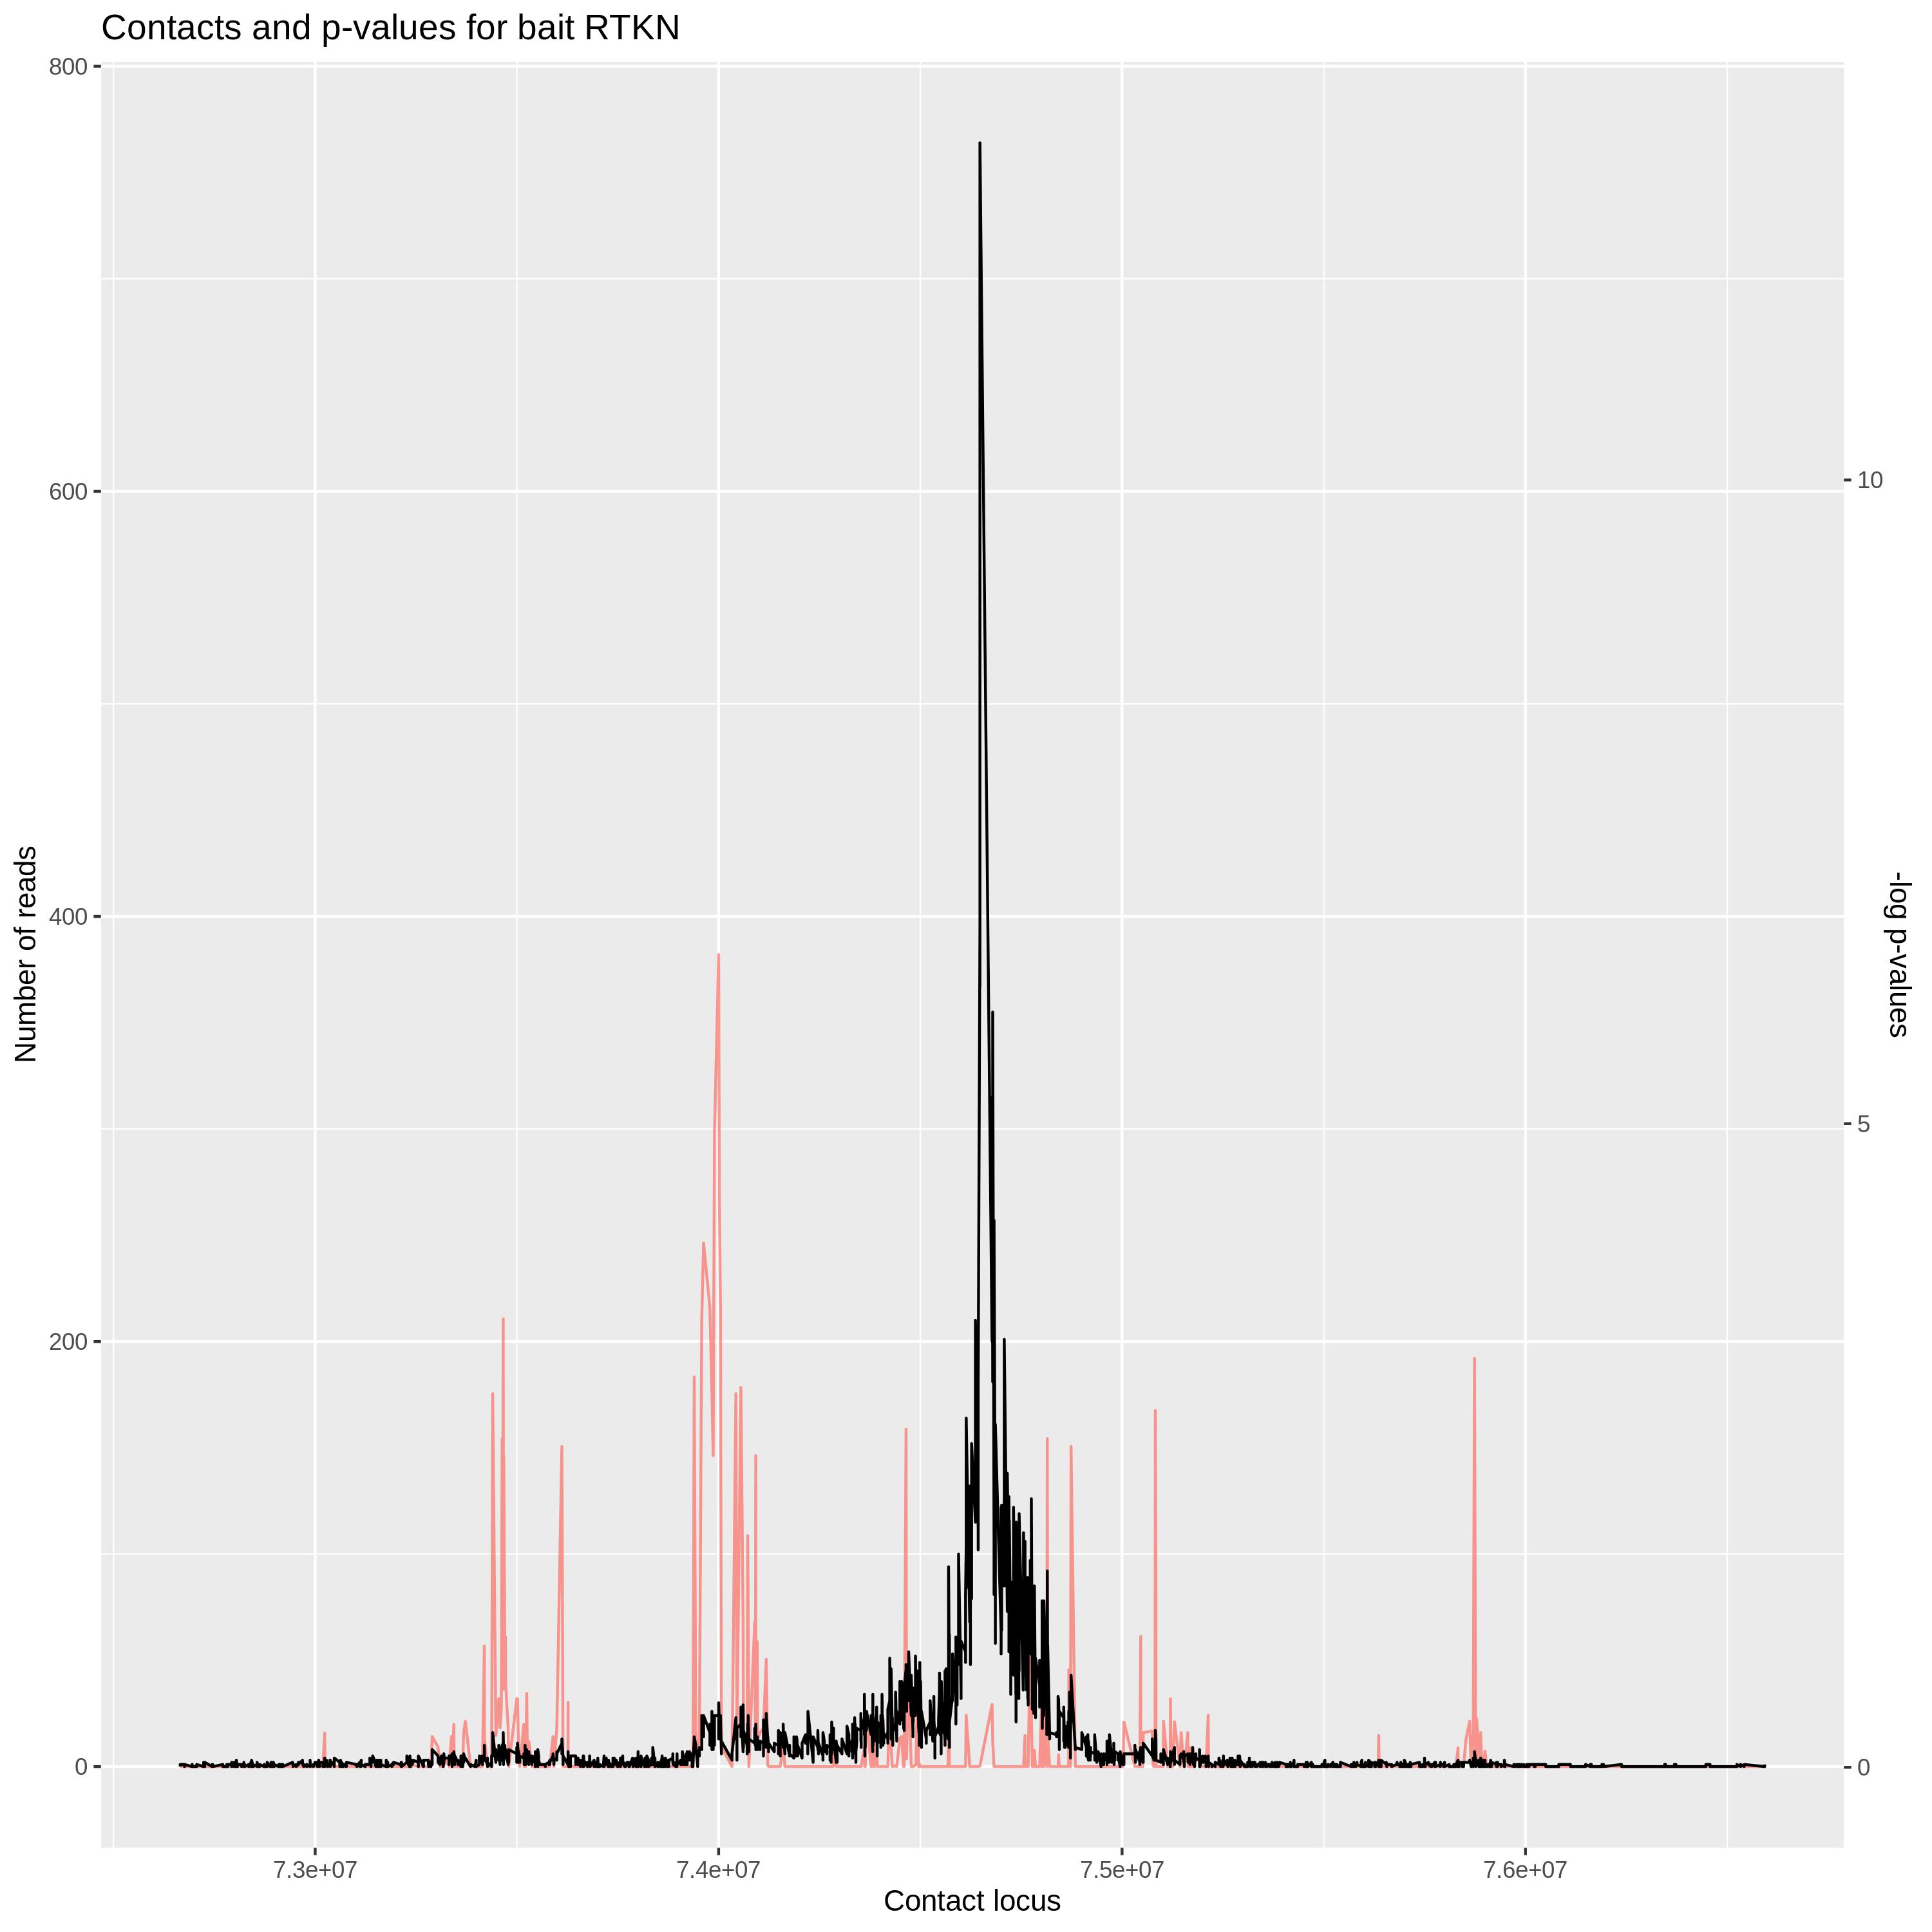 Contacts and p-values for bait RTKN
800
600
400
200
0
Number of reads
10
5
0
-log p-values
7.3e+07 7.4e+07 7.5e+07 7.6e+07
Contact locus